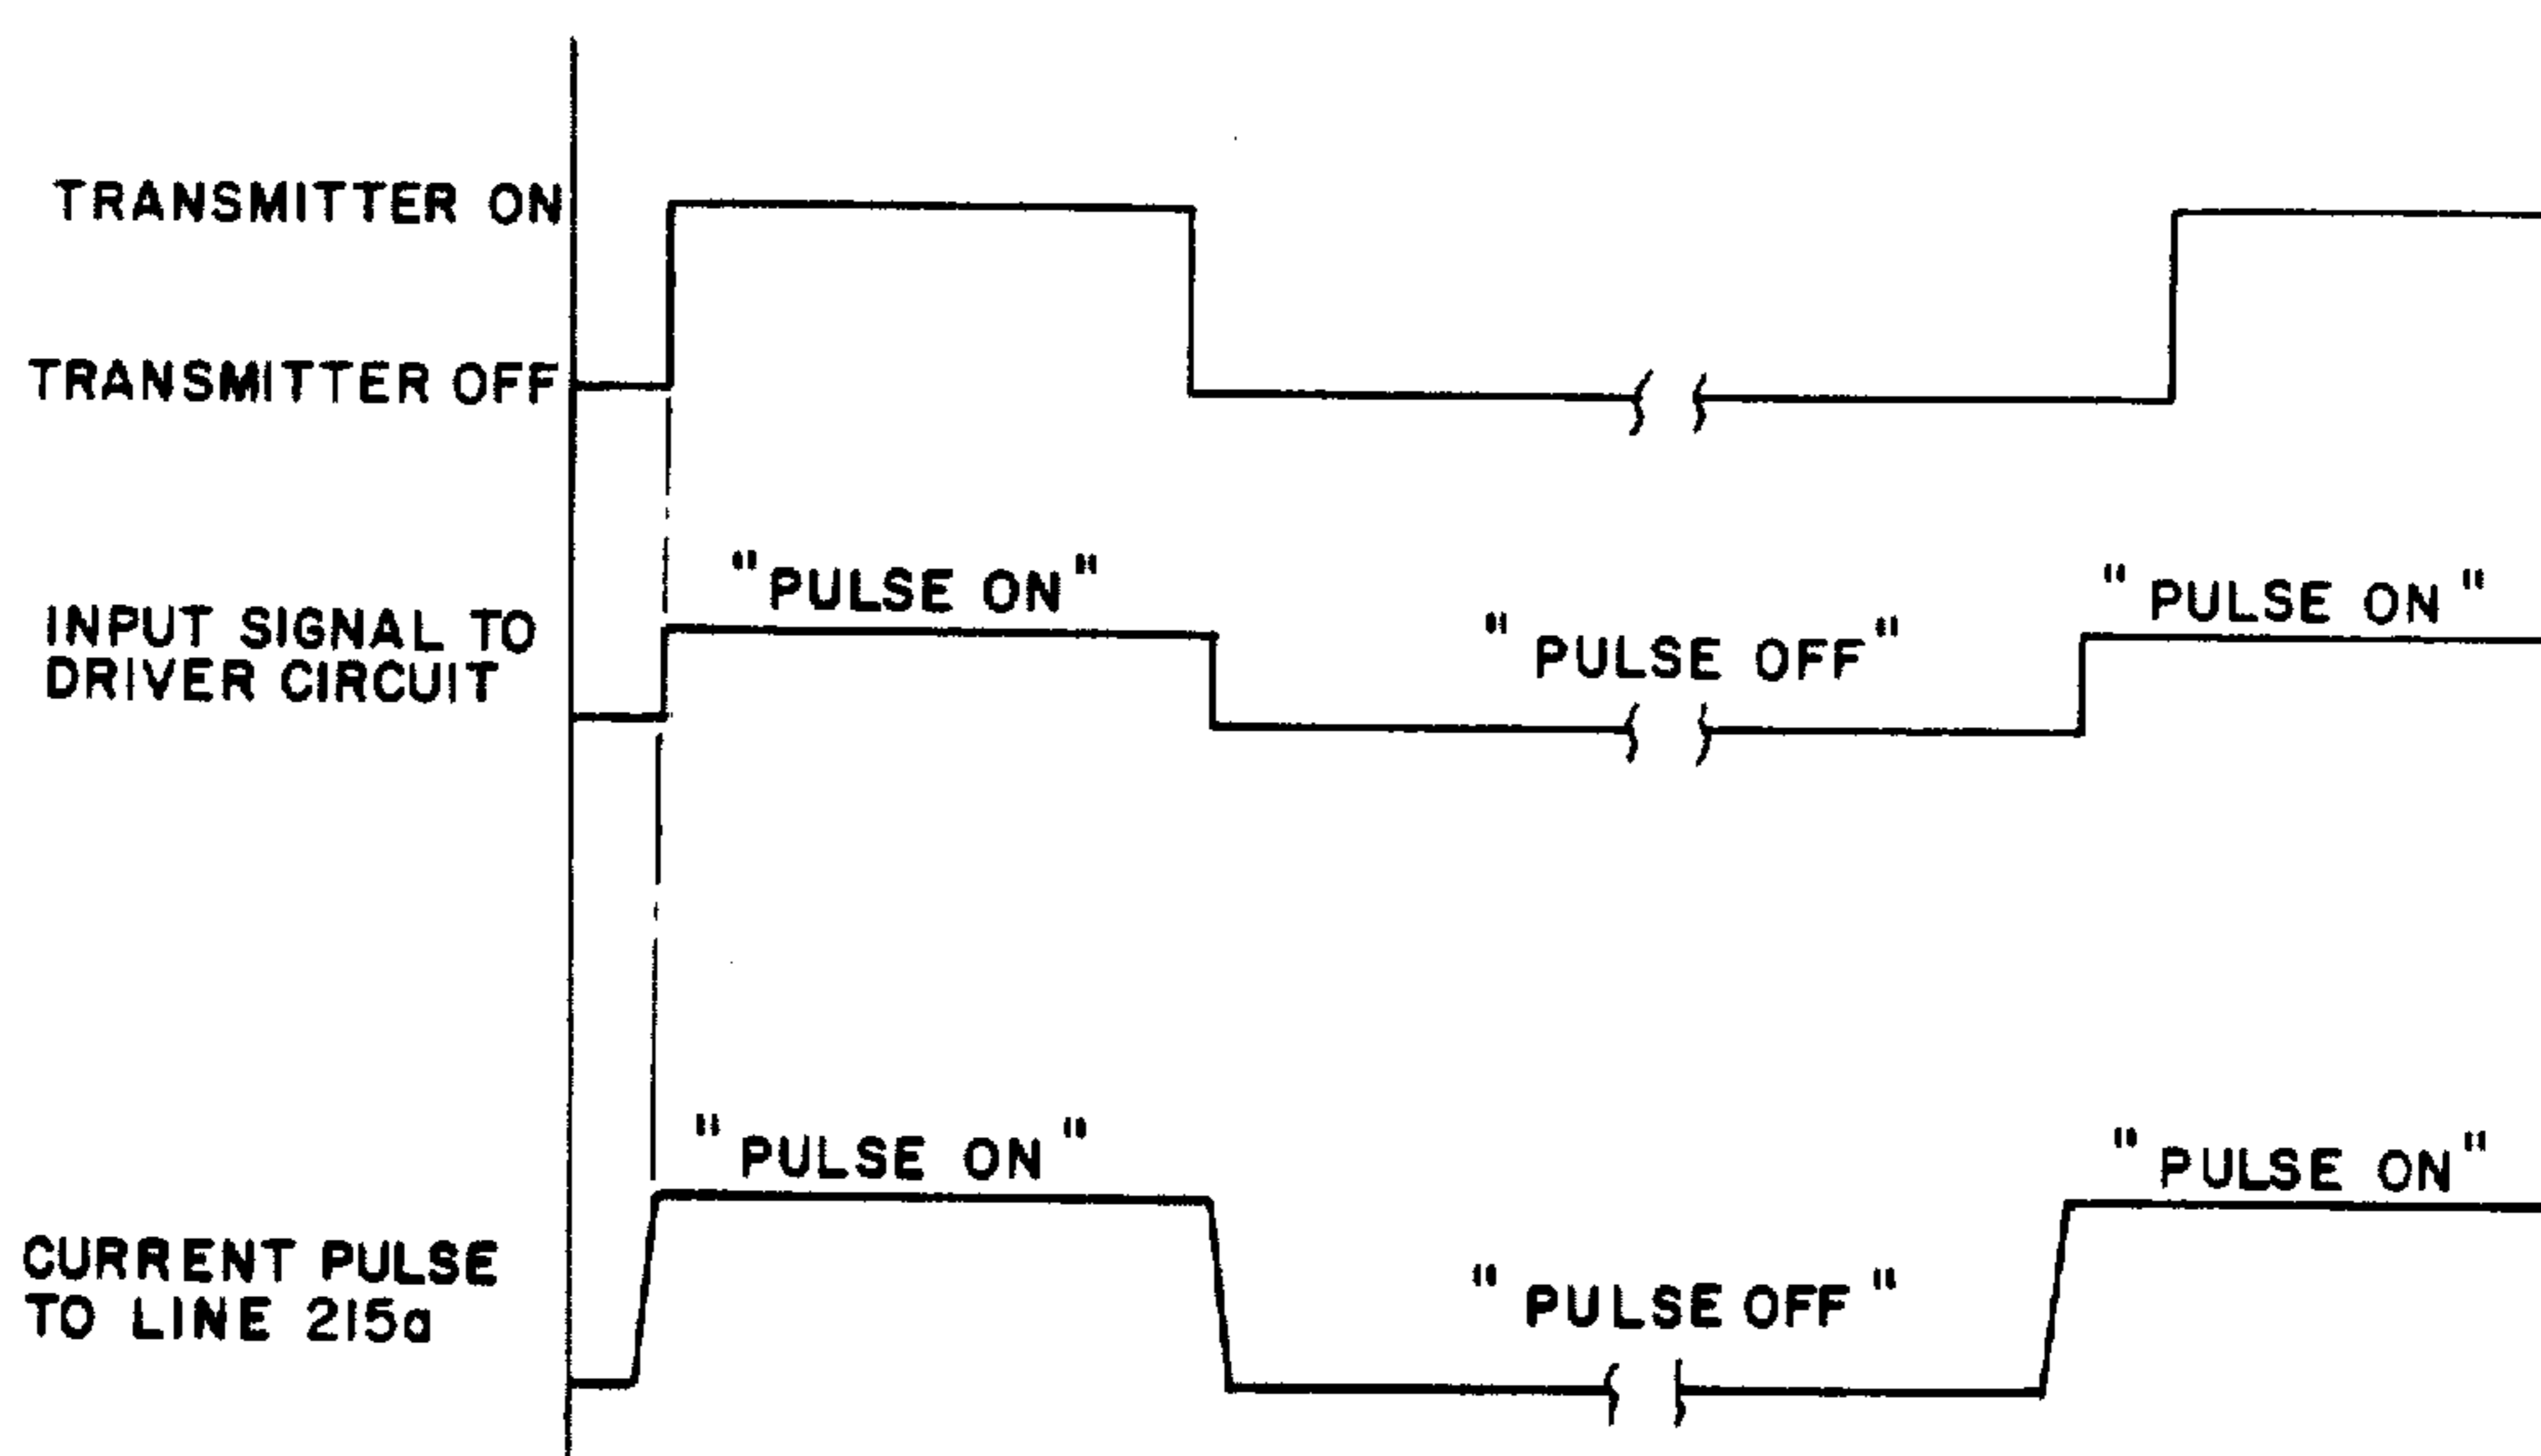 TRANSMITTER ON
TRANSMITTER OFF
"PULSE ON"
"PULSE OFF"
"PULSE ON"
INPUT SIGNAL TO
DRIVER CIRCUIT
"PULSE ON"
"PULSE OFF"
"PULSE ON"
CURRENT PULSE
TO LINE 215a